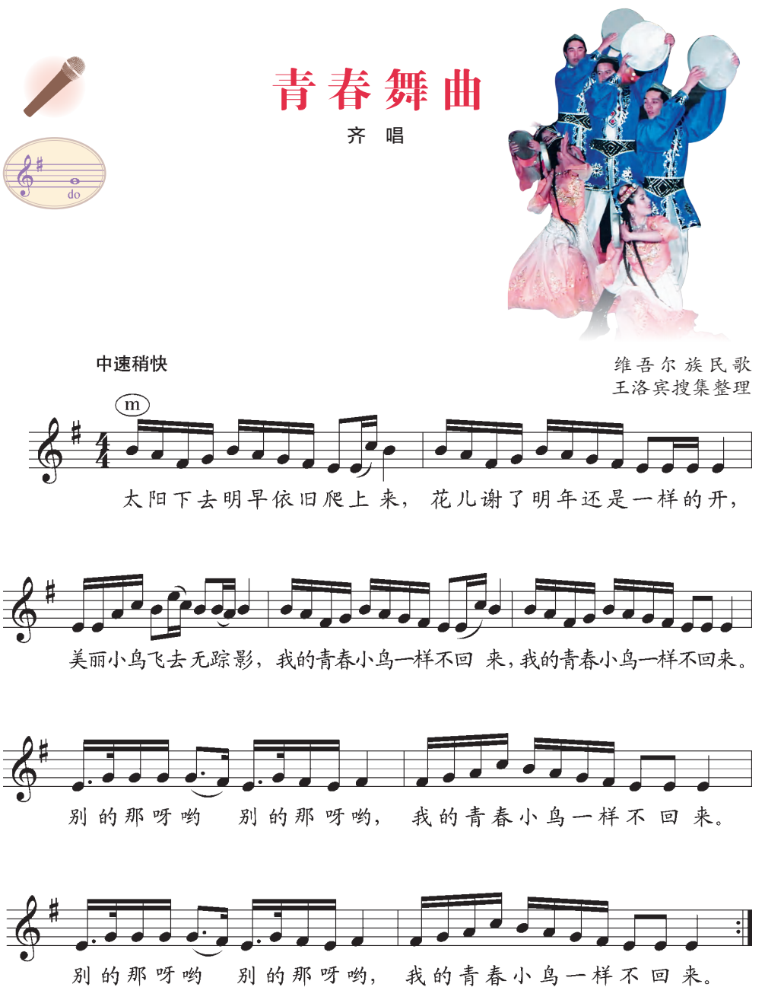 青春舞曲
齐 唱
do
中速稍快
维吾尔族民歌
王洛宾搜集整理
m
4
4
太阳下去明早依旧爬上来，花儿谢了明年还是一样的开，
美丽小鸟飞去无踪影，我的青春小鸟一样不回来，我的青春小鸟一样不回来。
别的那呀哟 别的那呀哟，我的青春小鸟一样不回来。
别的那呀哟 别的那呀哟，我的青春小鸟一样不回来。